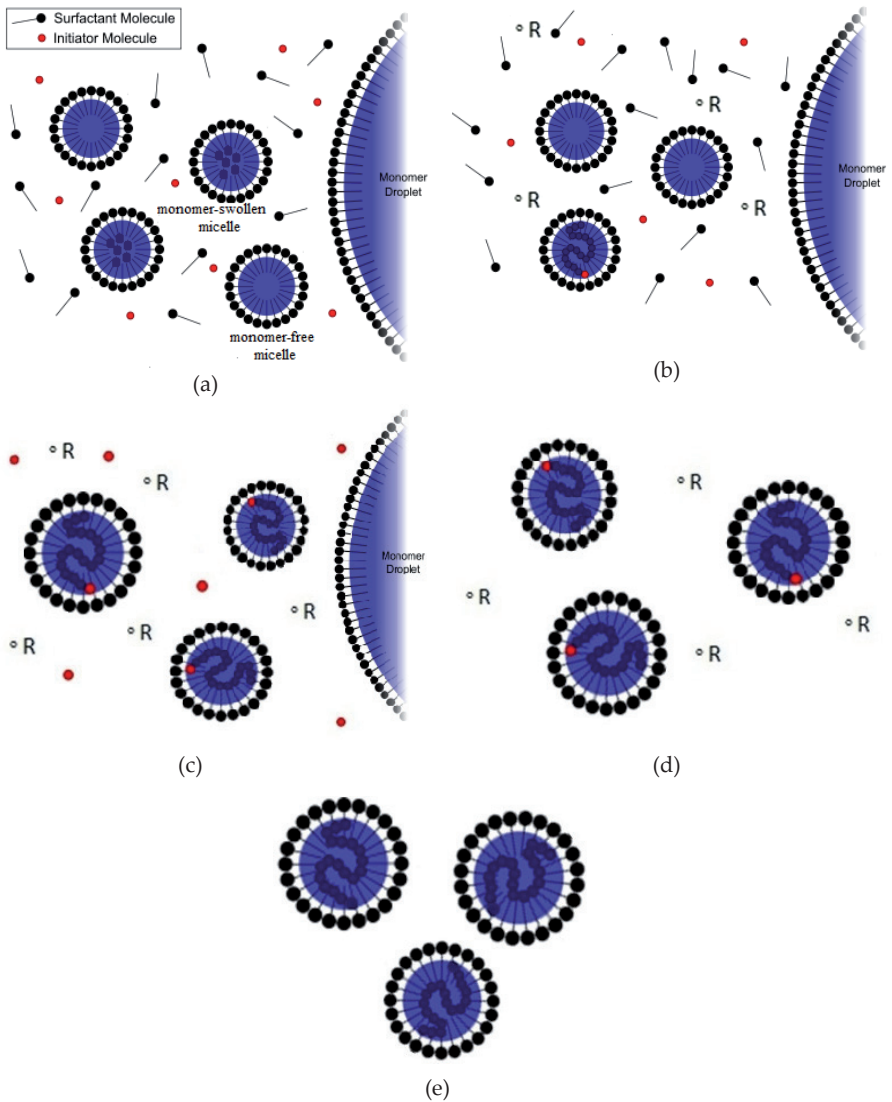 Surfactant Molecule
Initiator Molecule
Monomer
Droplet
monomer-swollen
micelle
monomer-free
micelle
(a)
R
R
R
R
Monomer
Droplet
(b)
R
R
R
R
R
Monomer
Droplet
(c)
R
R
R
R
(d)
(e)